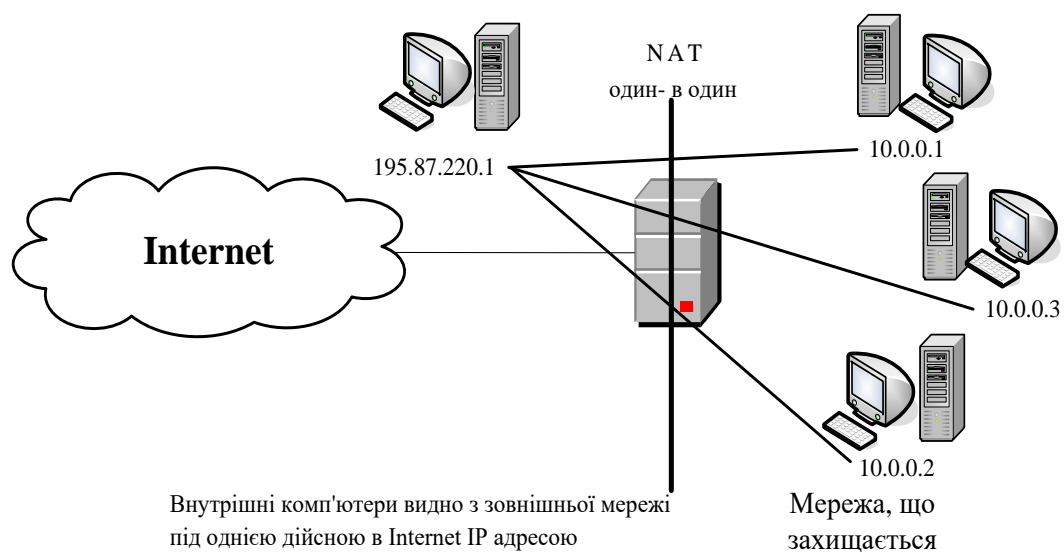 N A T
один- в один
195.87.220.1
10.0.0.1
Internet
10.0.0.3
10.0.0.2
Внутрішні комп'ютери видно з зовнішньої мережі
під однією дійсною в Internet IP адресою
Мережа, що
захищається